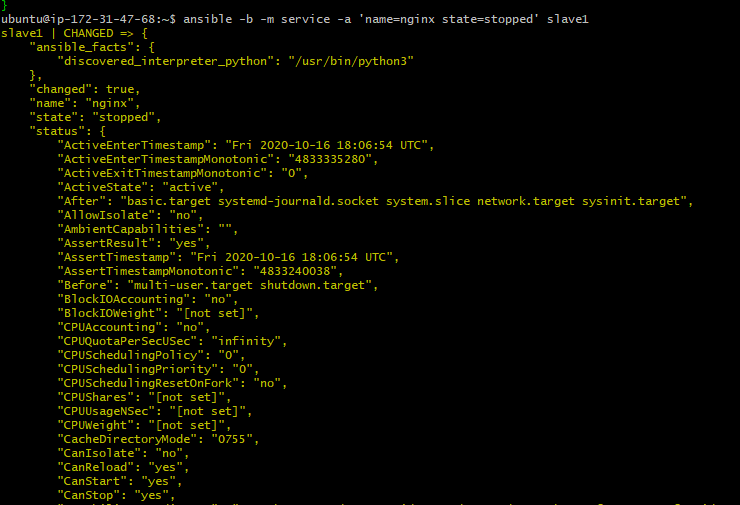 }
ubuntu@ip-172-31-47-68:~$ ansible -b -m service -a 'name=nginx state=stopped' slave1
slave1 | CHANGED => {
    "ansible_facts": {
        "discovered_interpreter_python": "/usr/bin/python3"
    },
    "changed": true,
    "name": "nginx",
    "state": "stopped",
    "status": {
        "ActiveEnterTimestamp": "Fri 2020-10-16 18:06:54 UTC",
        "ActiveEnterTimestampMonotonic": "4833335280",
        "ActiveExitTimestampMonotonic": "0",
        "ActiveState": "active",
        "After": "basic.target systemd-journald.socket system.slice network.target sysinit.target",
        "AllowIsolate": "no",
        "AmbientCapabilities": "",
        "AssertResult": "yes",
        "AssertTimestamp": "Fri 2020-10-16 18:06:54 UTC",
        "AssertTimestampMonotonic": "4833240038",
        "Before": "multi-user.target shutdown.target",
        "BlockIOAccounting": "no",
        "BlockIOWeight": "[not set]",
        "CPUAccounting": "no",
        "CPUQuotaPerSecUSec": "infinity",
        "CPUSchedulingPolicy": "0",
        "CPUSchedulingPriority": "0",
        "CPUSchedulingResetOnFork": "no",
        "CPUShares": "[not set]",
        "CPUUsageNSec": "[not set]",
        "CPUWeight": "[not set]",
        "CacheDirectoryMode": "0755",
        "CanIsolate": "no",
        "CanReload": "yes",
        "CanStart": "yes",
        "CanStop": "yes",